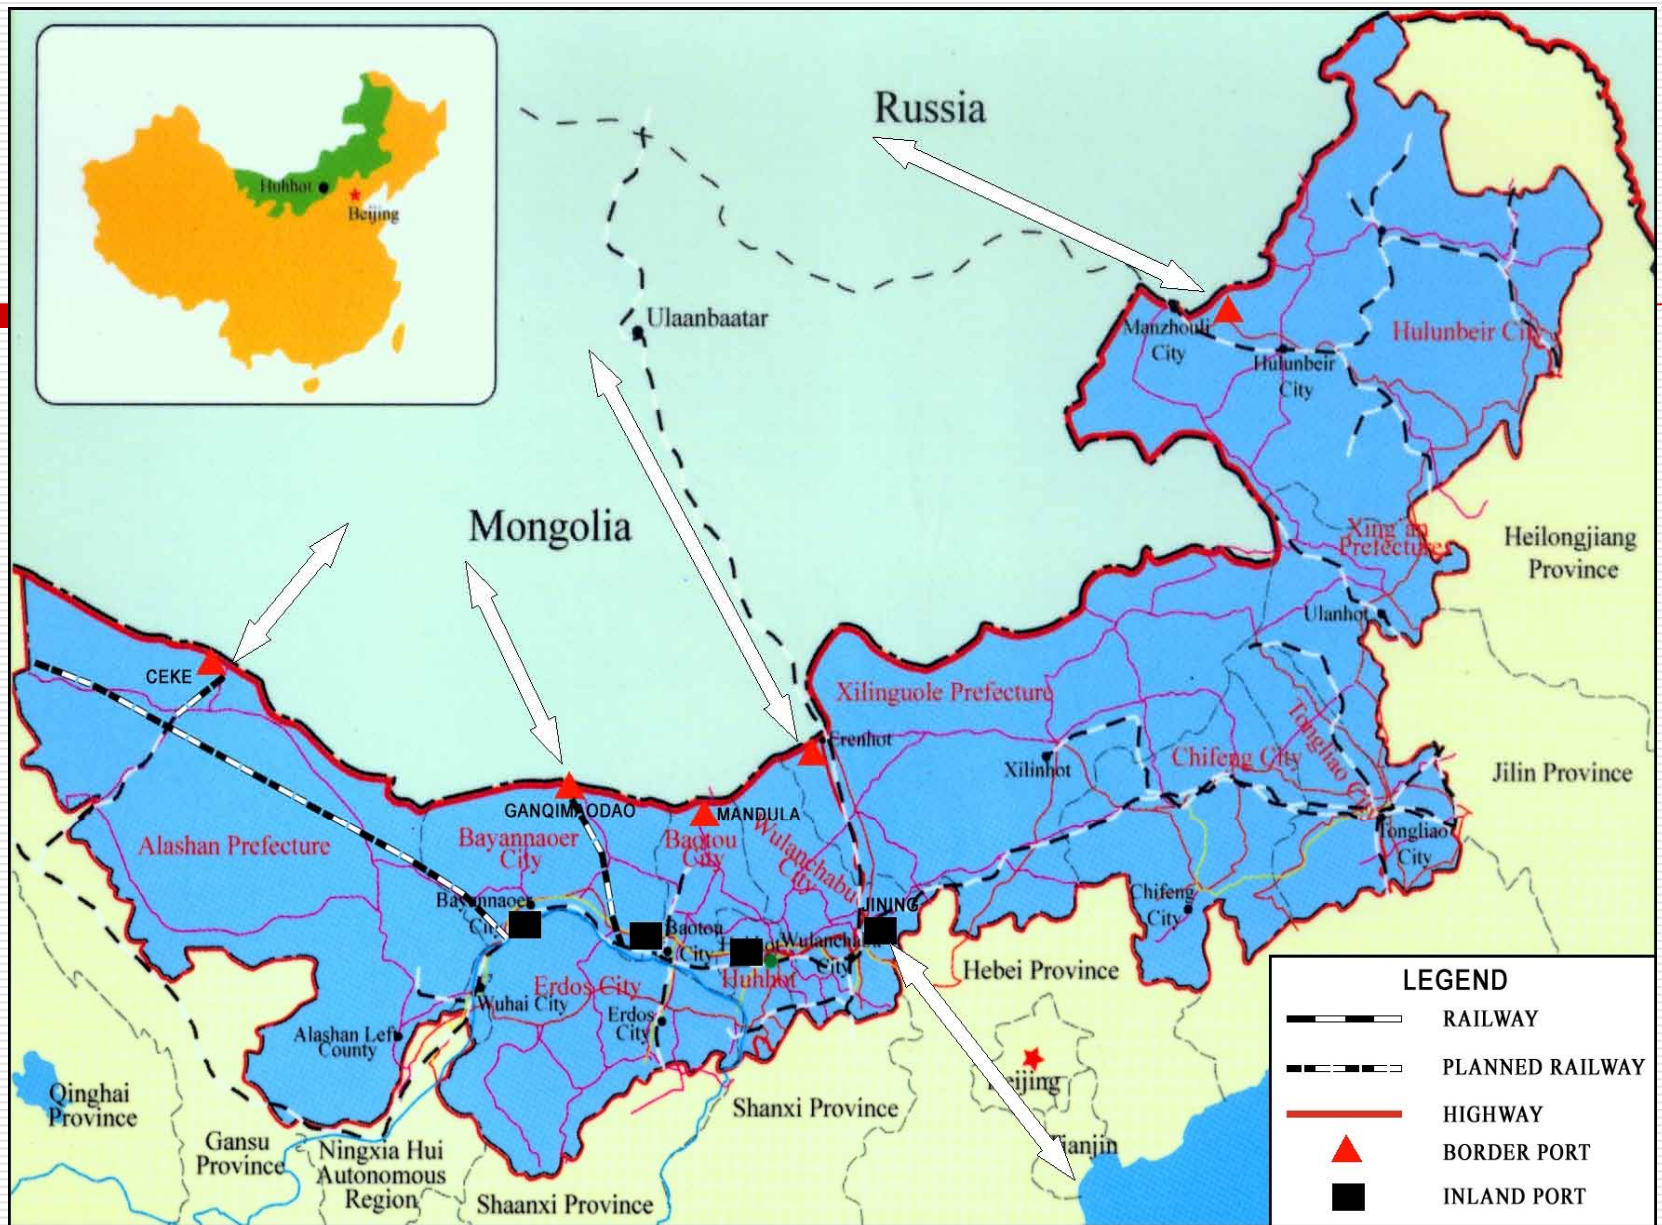 Russia
Huhhot
Beijing
Ulaanbaatar
Manzhouli
City
Hulunbeir City
Hulunbeir
City
Mongolia
Xing'an
Prefecture
Heilongjiang
Province
Ulanhot
CEKE
Xilinguole Prefecture
Erenhot
Xilinhot
Chifeng City
Tongliao
Jilin Province
GANQIMAODAO
MANDULA
Alashan Prefecture
Bayannaoer
City
Baotou
City
Wulanchabu
City
Tongliao
City
Chifeng
City
Bayannaoer
City
JINING
Baotou
City
Wulanchabu
City
Huhhot
Erdos City
Hebei Province
Wuhai City
Erdos
City
Alashan Left
County
Beijing
Qinghai
Province
Shanxi Province
Tianjin
Gansu
Province
Ningxia Hui
Autonomous
Region
Shaanxi Province
LEGEND
RAILWAY
PLANNED RAILWAY
HIGHWAY
BORDER PORT
INLAND PORT